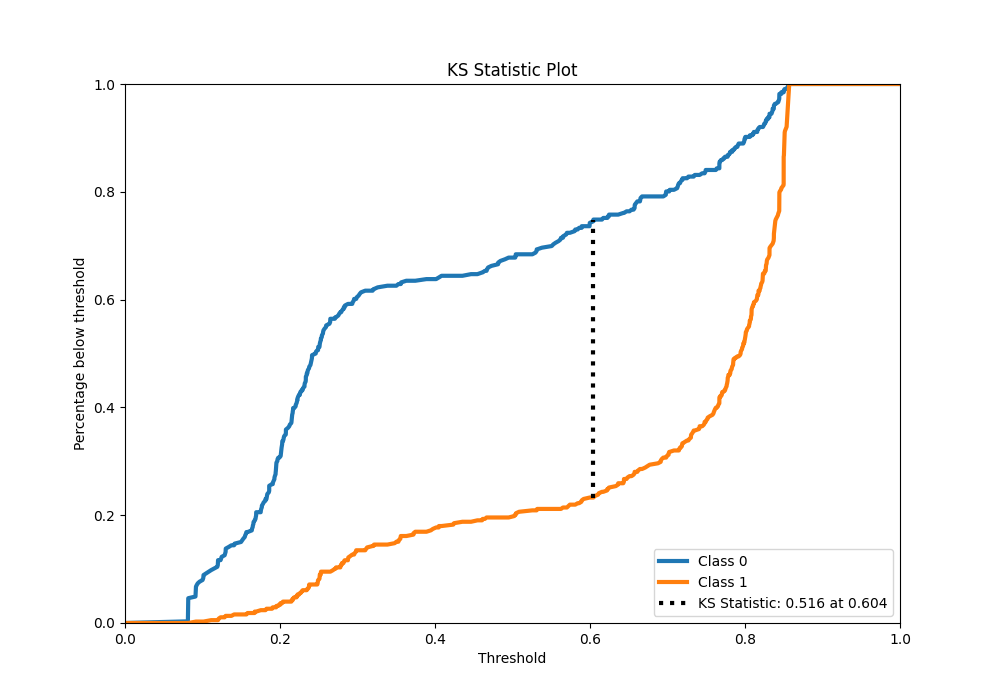 KS Statistic Plot
1.0
0.8
0.6
0.4
0.2
0.0
Percentage below threshold
0.0 0.2 0.4 0.6 0.8 1.0
Threshold
Class 0
Class 1
KS Statistic: 0.516 at 0.604